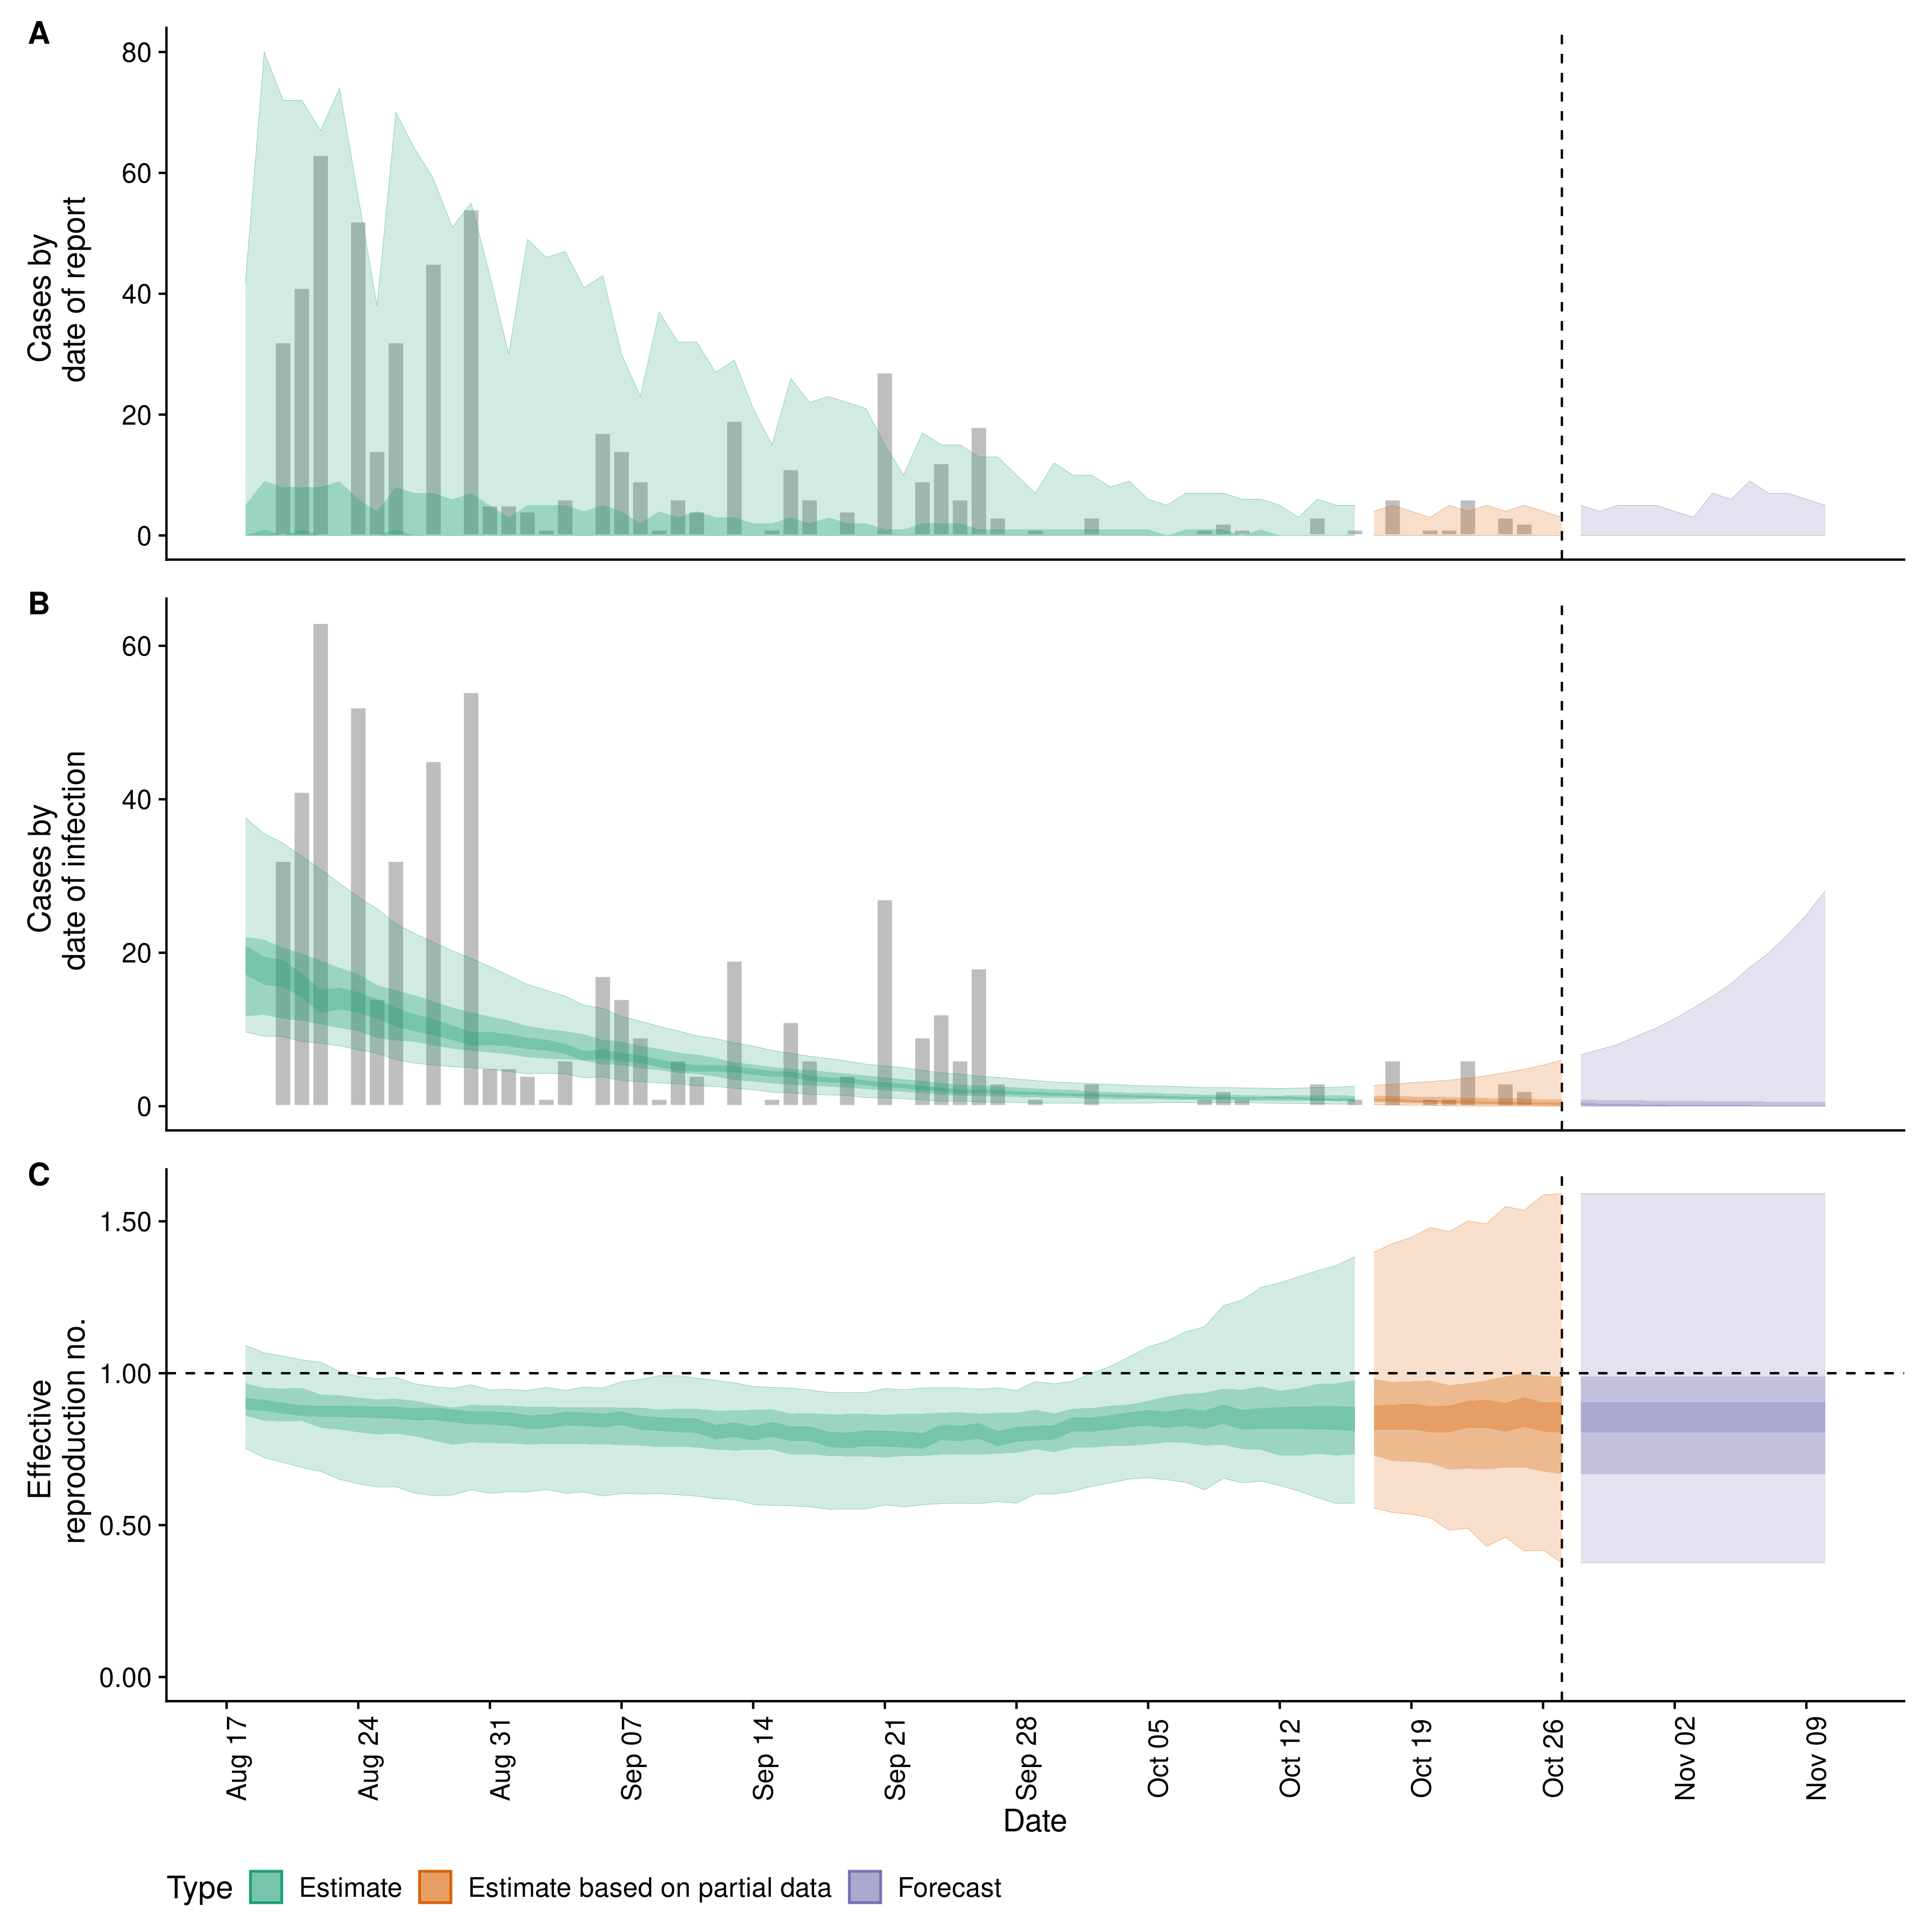 A
80
60
40
20
0
Cases by
date of report
B
60
40
20
0
Cases by
date of infection
C
1.50
1.00
0.50
0.00
Effective
reproduction no.
Aug 17
Aug 24
Aug 31
Sep 07
Sep 14
Sep 21
Sep 28
Oct 05
Oct 12
Oct 19
Oct 26
Nov 02
Nov 09
Date
Type Estimate Estimate based on partial data Forecast